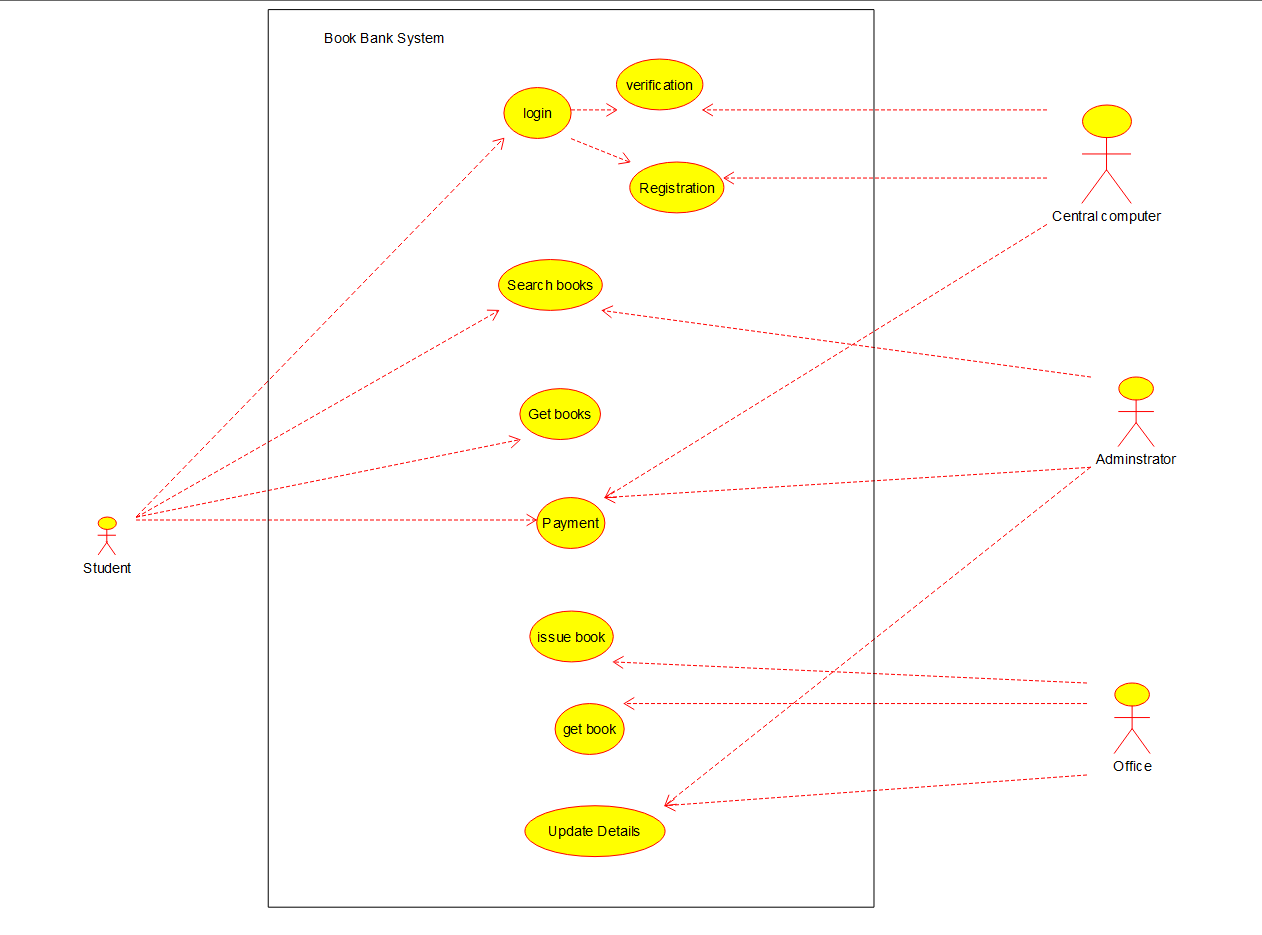 Book Bank System
verification
login
Registration
Central computer
Search books
Get books
Adminstrator
Payment
Student
issue book
get book
Office
Update Details